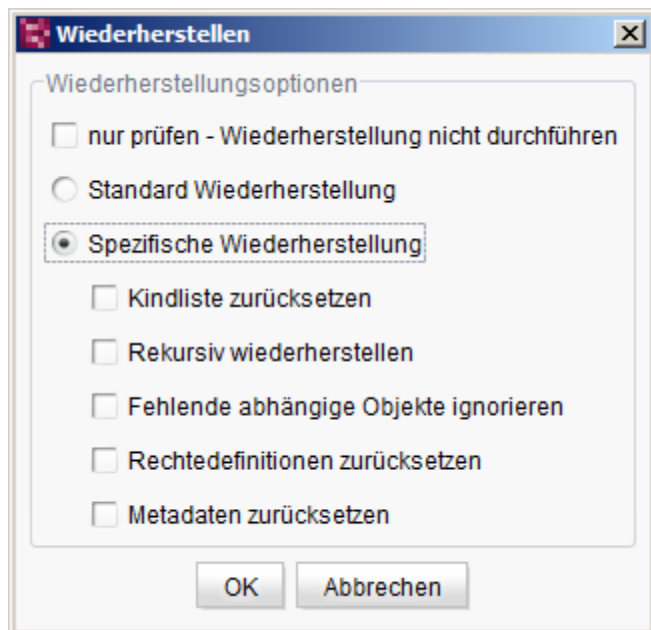 Wiederherstellen
Wiederherstellungsoptionen
nur prüfen - Wiederherstellung nicht durchführen
Standard Wiederherstellung
Spezifische Wiederherstellung
Kindliste zurücksetzen
Rekursiv wiederherstellen
Fehlende abhängige Objekte ignorieren
Rechtedefinitionen zurücksetzen
Metadaten zurücksetzen
OK Abbrechen